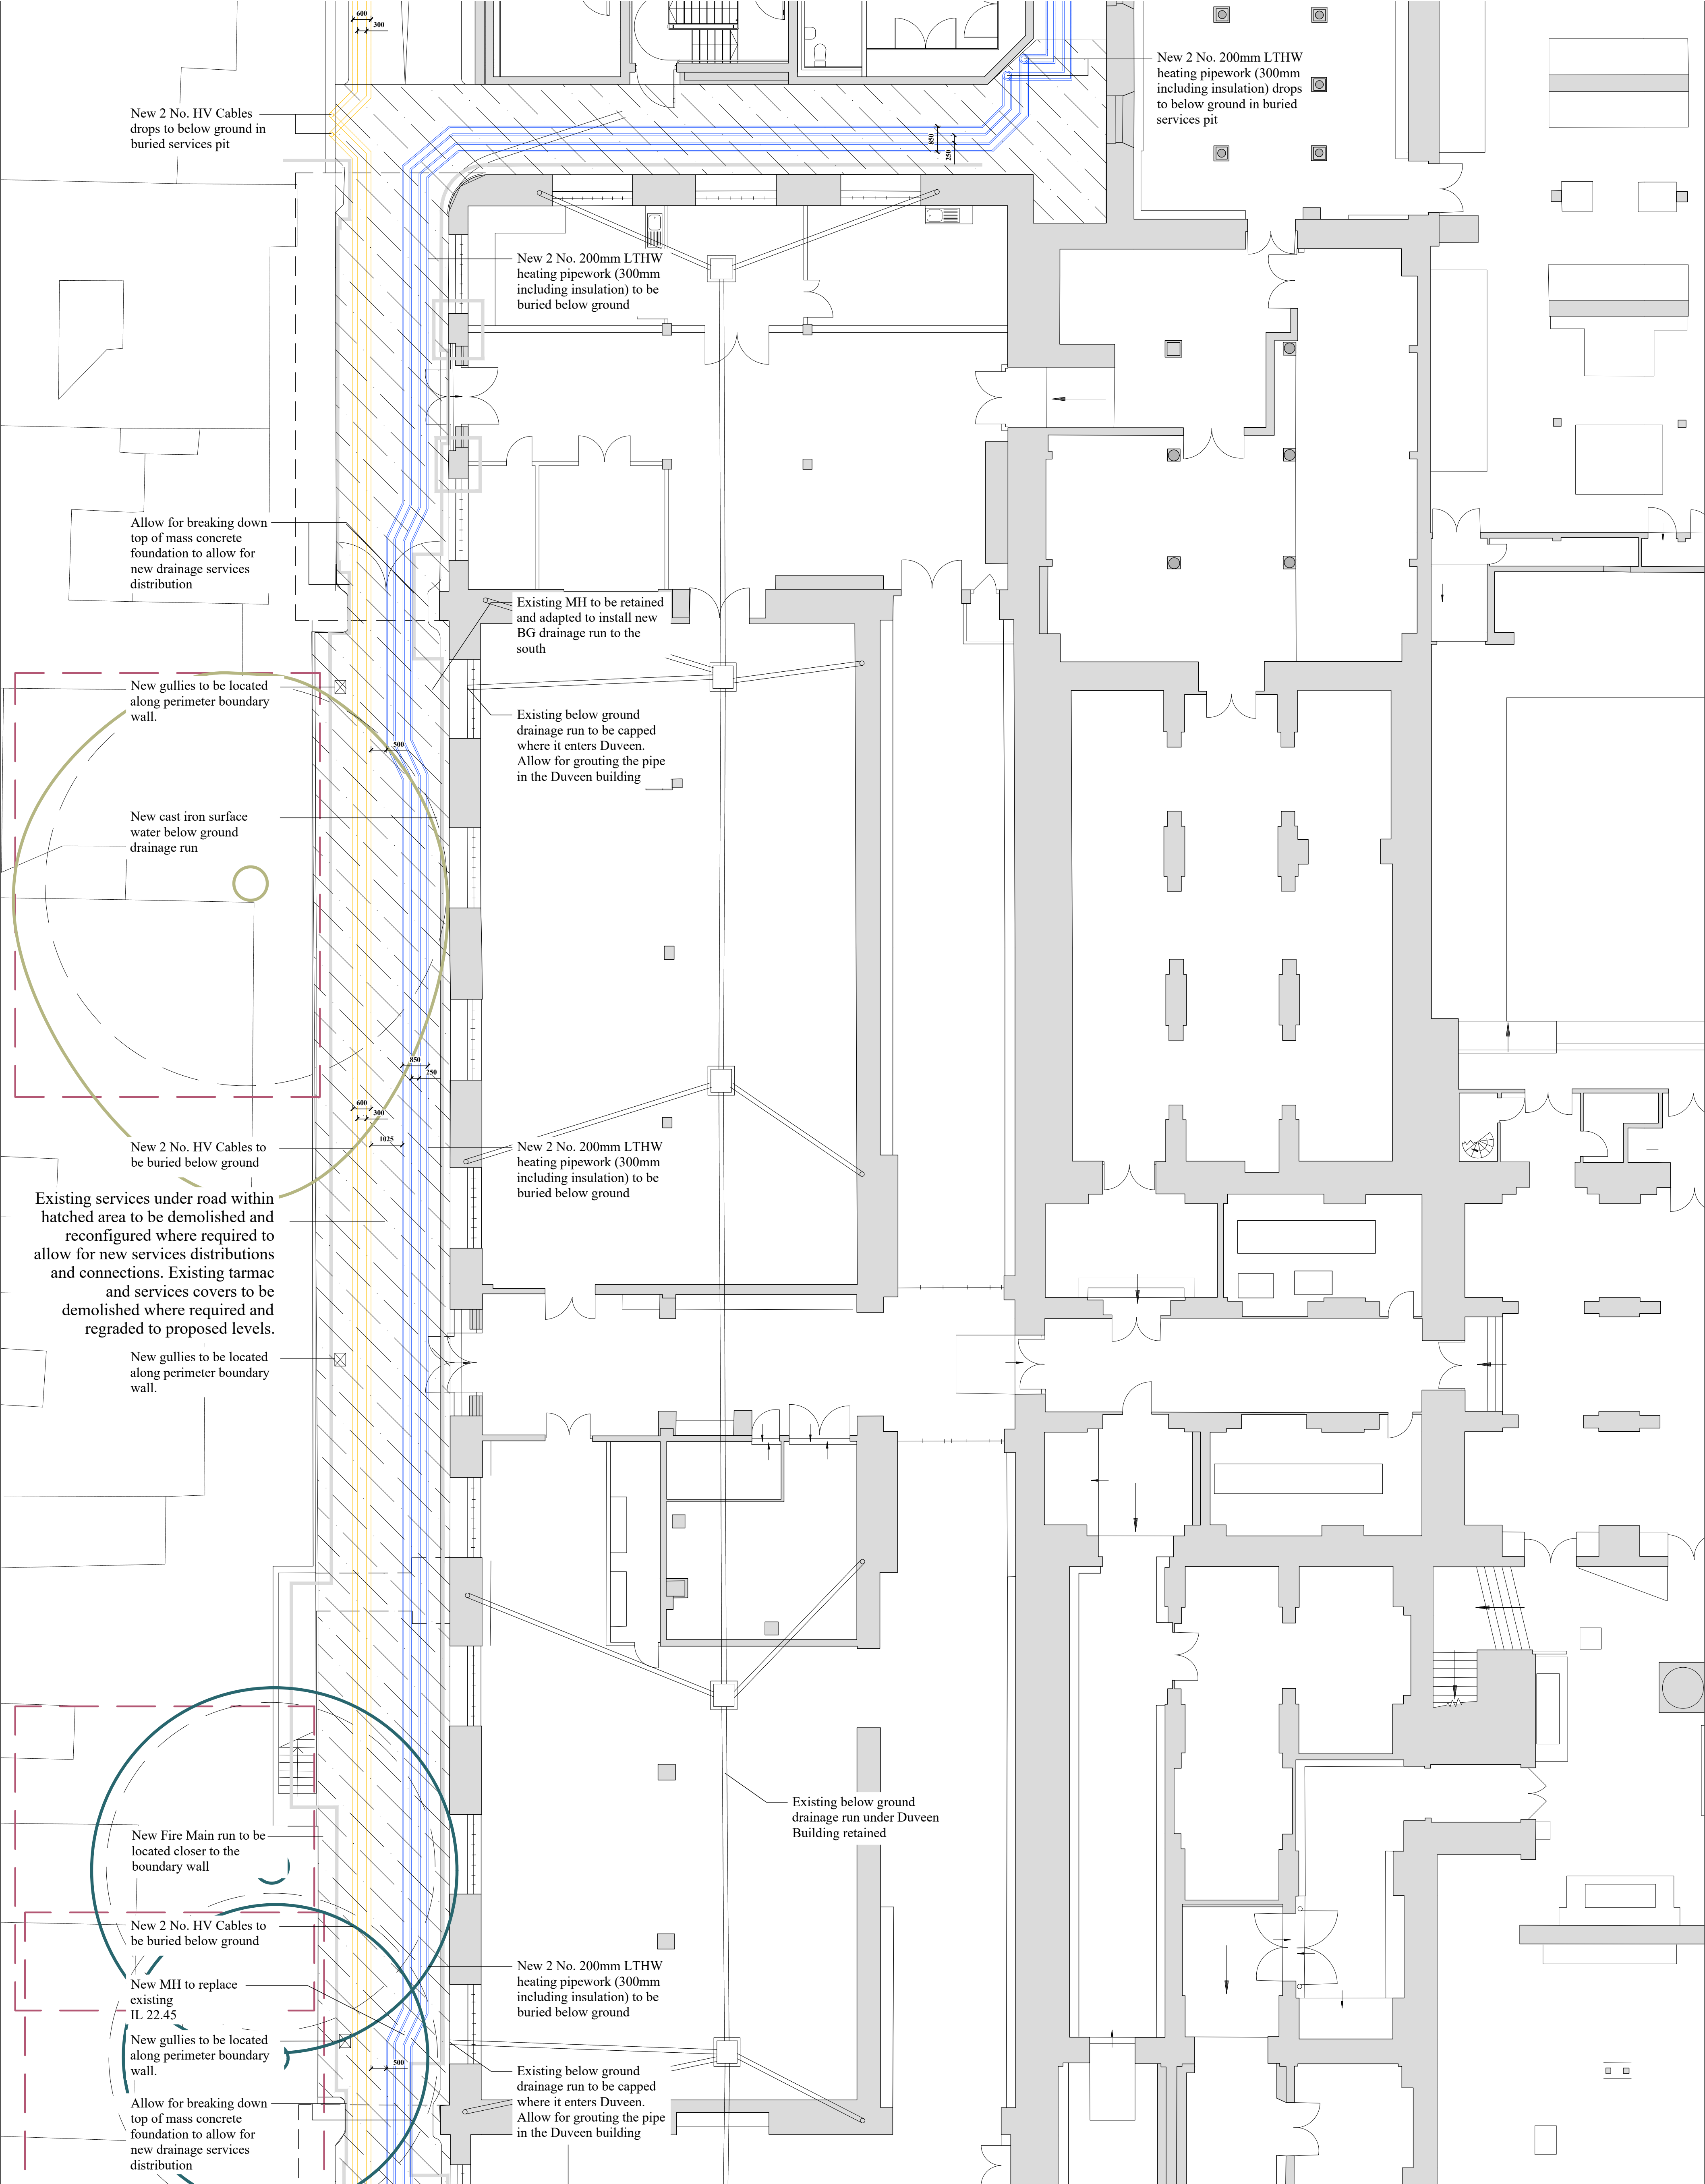 600
300
New 2 No. HV Cables
drops to below ground in
buried services pit
New 2 No. 200mm LTHW
heating pipework (300mm
including insulation) drops
to below ground in buried
services pit
850
250
New 2 No. 200mm LTHW
heating pipework (300mm
including insulation) to be
buried below ground
Allow for breaking down
top of mass concrete
foundation to allow for
new drainage services
distribution
Existing MH to be retained
and adapted to install new
BG drainage run to the
south
New gullies to be located
along perimeter boundary
wall.
Existing below ground
drainage run to be capped
where it enters Duveen.
Allow for grouting the pipe
in the Duveen building
500
New cast iron surface
water below ground
drainage run
850
250
600
300
1025
New 2 No. HV Cables to
be buried below ground
New 2 No. 200mm LTHW
heating pipework (300mm
including insulation) to be
buried below ground
Existing services under road within
hatched area to be demolished and
reconfigured where required to
allow for new services distributions
and connections. Existing tarmac
and services covers to be
demolished where required and
regraded to proposed levels.
New gullies to be located
along perimeter boundary
wall.
Existing below ground
drainage run under Duveen
Building retained
New Fire Main run to be
located closer to the
boundary wall
New 2 No. HV Cables to
be buried below ground
New 2 No. 200mm LTHW
heating pipework (300mm
including insulation) to be
buried below ground
New MH to replace
existing
IL 22.45
New gullies to be located
along perimeter boundary
wall.
500
Existing below ground
drainage run to be capped
where it enters Duveen.
Allow for grouting the pipe
in the Duveen building
Allow for breaking down
top of mass concrete
foundation to allow for
new drainage services
distribution